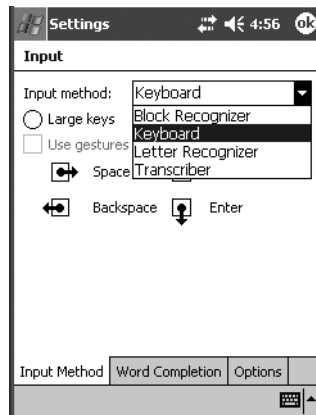 Settings 4:56 ok
Input
Input method: Keyboard
Large keys Block Recognizer
Keyboard
Use gestures Letter Recognizer
Space Transcriber
Backspace Enter
Input Method Word Completion Options